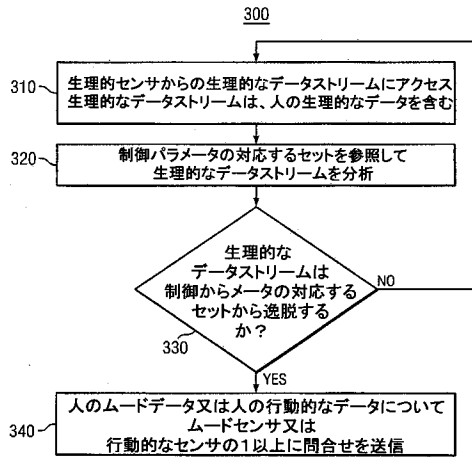 300
310
生理的センサからの生理的なデータストリームにアクセス
生理的なデータストリームは、人の生理的なデータを含む
320
制御パラメータの対応するセットを参照して
生理的なデータストリームを分析
生理的な
データストリームは
制御からメータの対応する
セットから逸脱する
か?
NO
330
YES
340
人のムードデータ又は人の行動的なデータについて
ムードセンサ又は
行動的なセンサの1以上に問合せを送信